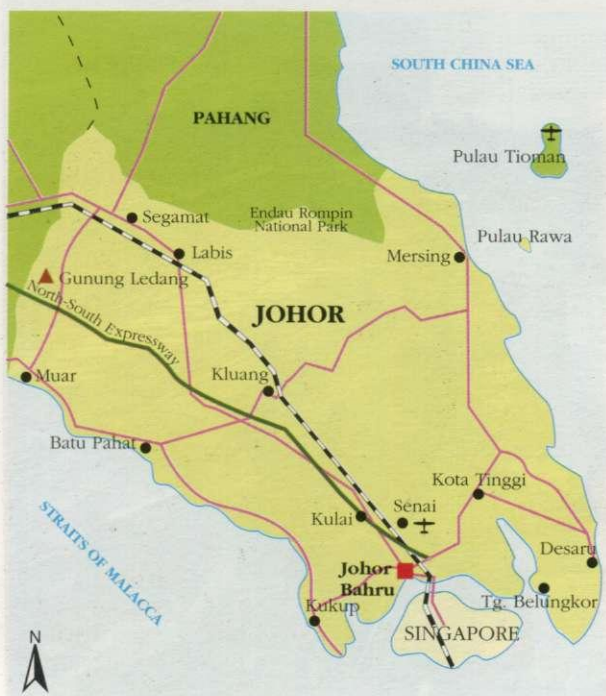 SOUTH CHINA SEA
PAHANG
Pulau Tioman
Segamat
Endau Rompin
National Park
Pulau Rawa
Labis
Mersing
Gunung Ledang
JOHOR
North-South Expressway
Muar
Kluang
Batu Pahat
Kota Tinggi
Senai
Kulai
STRAITS OF MALACCA
Desaru
Johor
Bahru
Tg. Belungkor
Kukup
SINGAPORE
N